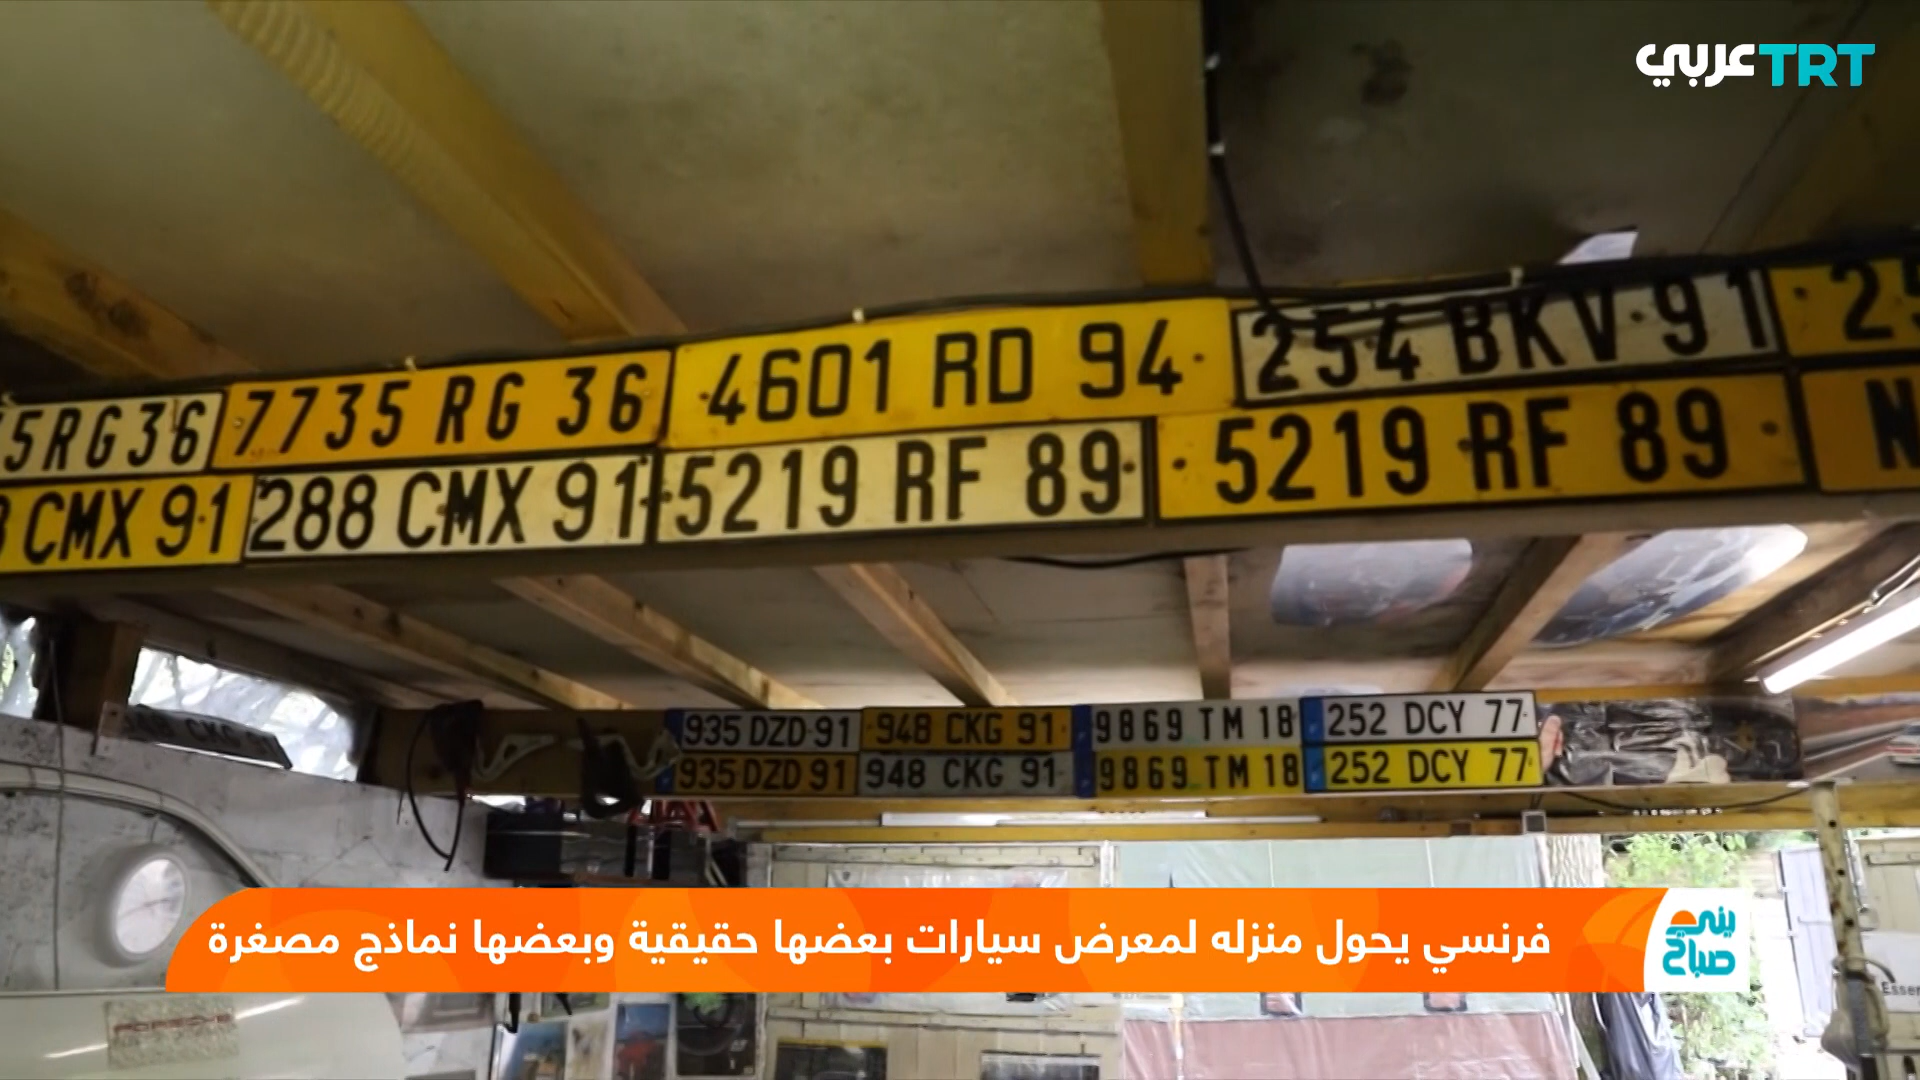 TRT عربي
5RG36
7735 RG 36
4601 RD 94
254 BKV 91
CMX 91
288 CMX 91
5219 RF 89
5219 RF 89
N
935 DZD 91
948 CKG 91
9869 TM 18
252 DCY 77
935 DZD 91
948 CKG 91
9869 TM 18
252 DCY 77
فرنسي يحول منزله لمعرض سيارات بعضها حقيقية وبعضها نماذج مصغرة
يني صباح